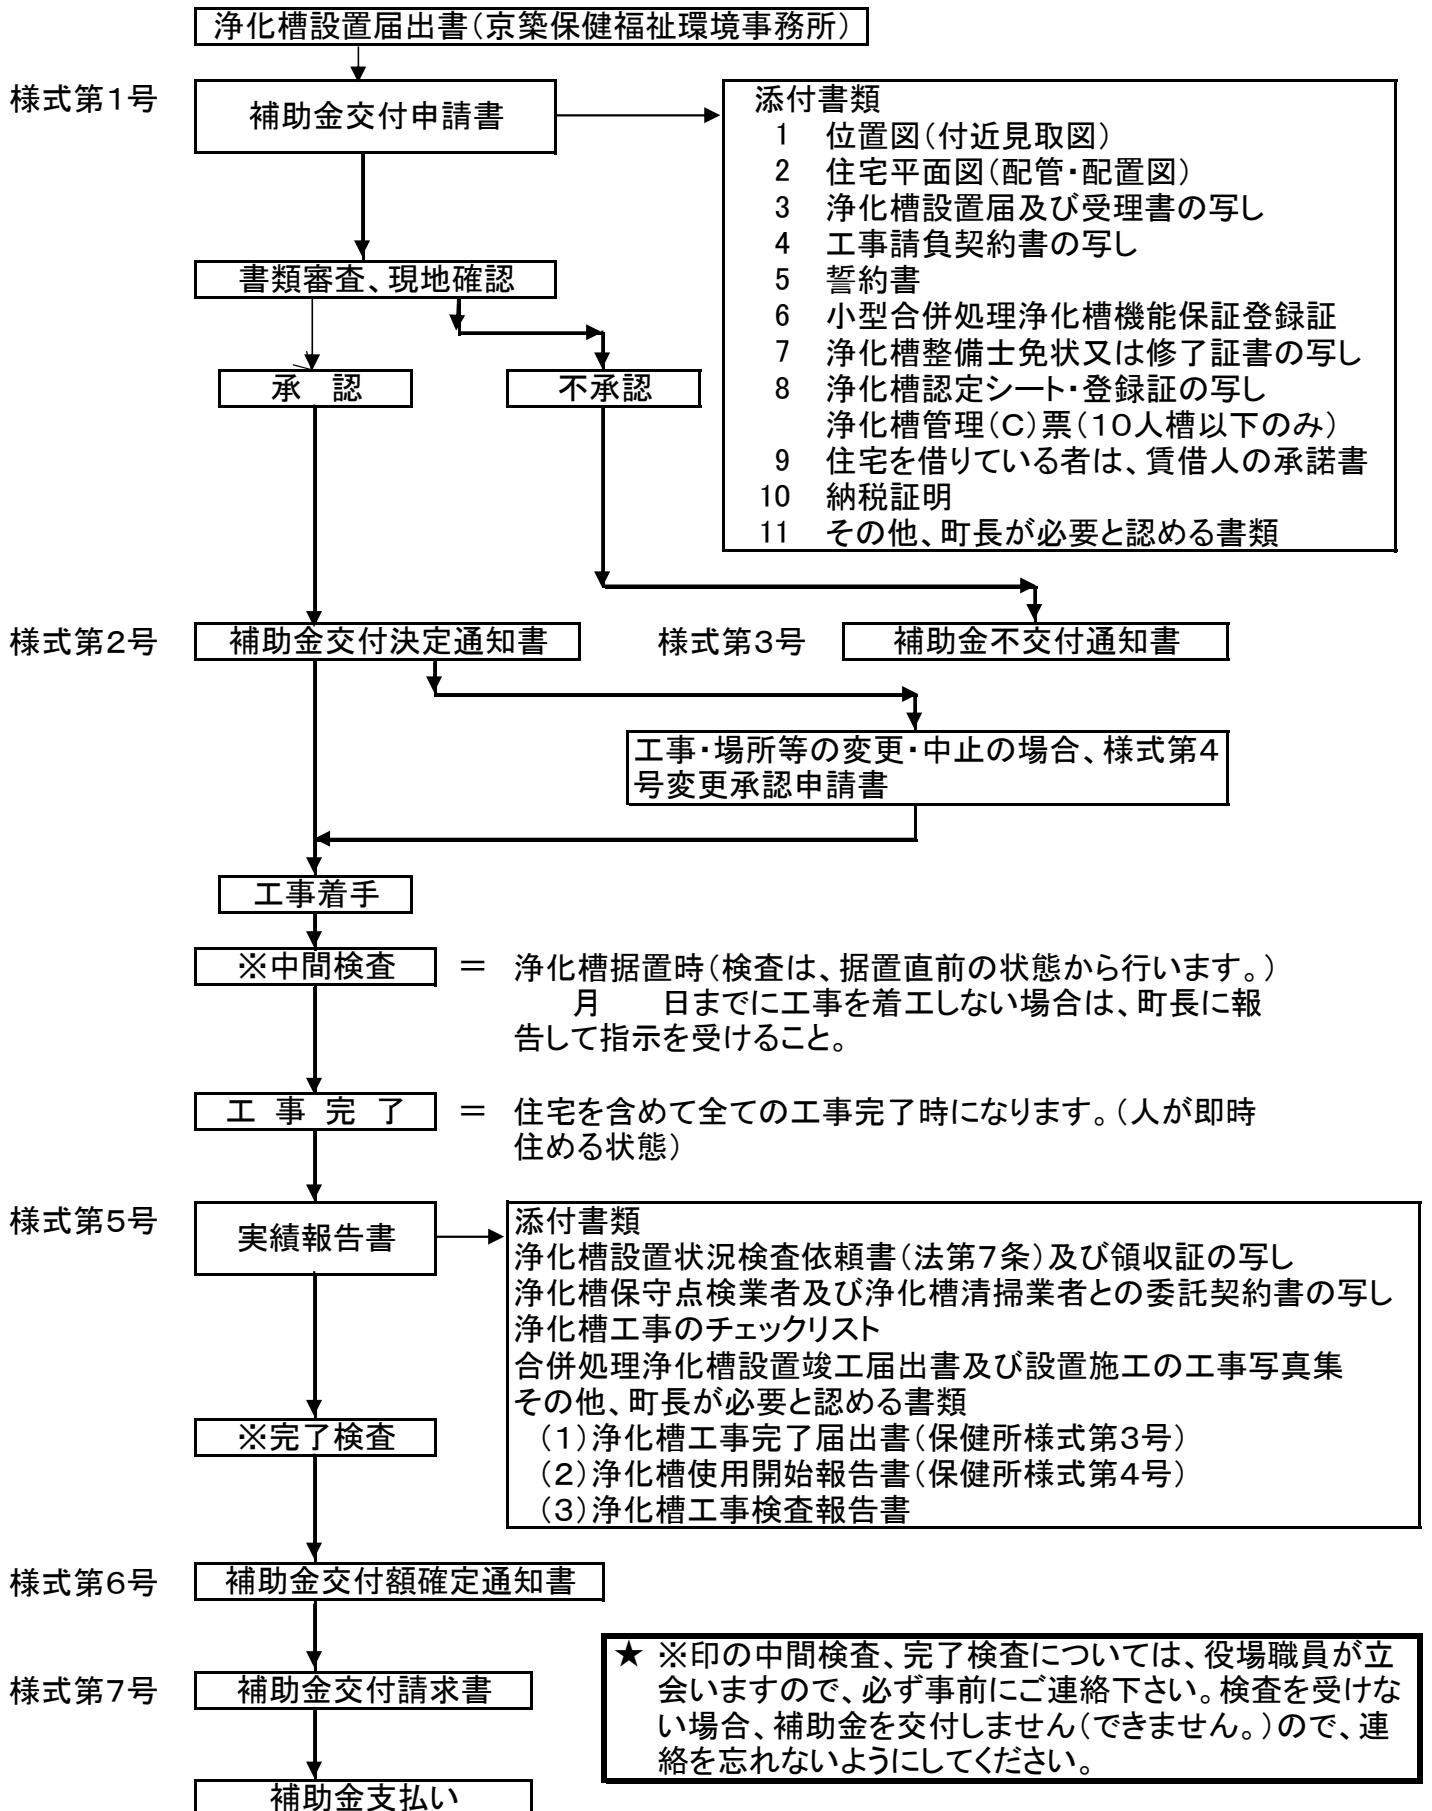 浄化槽設置届出書(京築保健福祉環境事務所)
様式第1号
補助金交付申請書
添付書類
1 位置図(付近見取図)
2 住宅平面図(配管・配置図)
3 浄化槽設置届及び受理書の写し
4 工事請負契約書の写し
5 誓約書
6 小型合併処理浄化槽機能保証登録証
7 浄化槽整備士免状又は修了証書の写し
8 浄化槽認定シート・登録証の写し
浄化槽管理(C)票(10人槽以下のみ)
9 住宅を借りている者は、賃借人の承諾書
10 納税証明
11 その他、町長が必要と認める書類
書類審査、現地確認
承 認
不承認
様式第2号
補助金交付決定通知書
様式第3号
補助金不交付通知書
工事・場所等の変更・中止の場合、様式第4
号変更承認申請書
工事着手
※中間検査 = 浄化槽据置時(検査は、据置直前の状態から行います。)
月 日までに工事を着工しない場合は、町長に報
告して指示を受けること。
工 事 完 了 = 住宅を含めて全ての工事完了時になります。(人が即時
住める状態)
様式第5号
実績報告書
添付書類
浄化槽設置状況検査依頼書(法第7条)及び領収証の写し
浄化槽保守点検業者及び浄化槽清掃業者との委託契約書の写し
浄化槽工事のチェックリスト
合併処理浄化槽設置竣工届出書及び設置施工の工事写真集
その他、町長が必要と認める書類
(1)浄化槽工事完了届出書(保健所様式第3号)
(2)浄化槽使用開始報告書(保健所様式第4号)
(3)浄化槽工事検査報告書
※完了検査
様式第6号
補助金交付額確定通知書
様式第7号
補助金交付請求書
★ ※印の中間検査、完了検査については、役場職員が立
会いますので、必ず事前にご連絡下さい。検査を受けな
い場合、補助金を交付しません(できません。)ので、連
絡を忘れないようにしてください。
補助金支払い